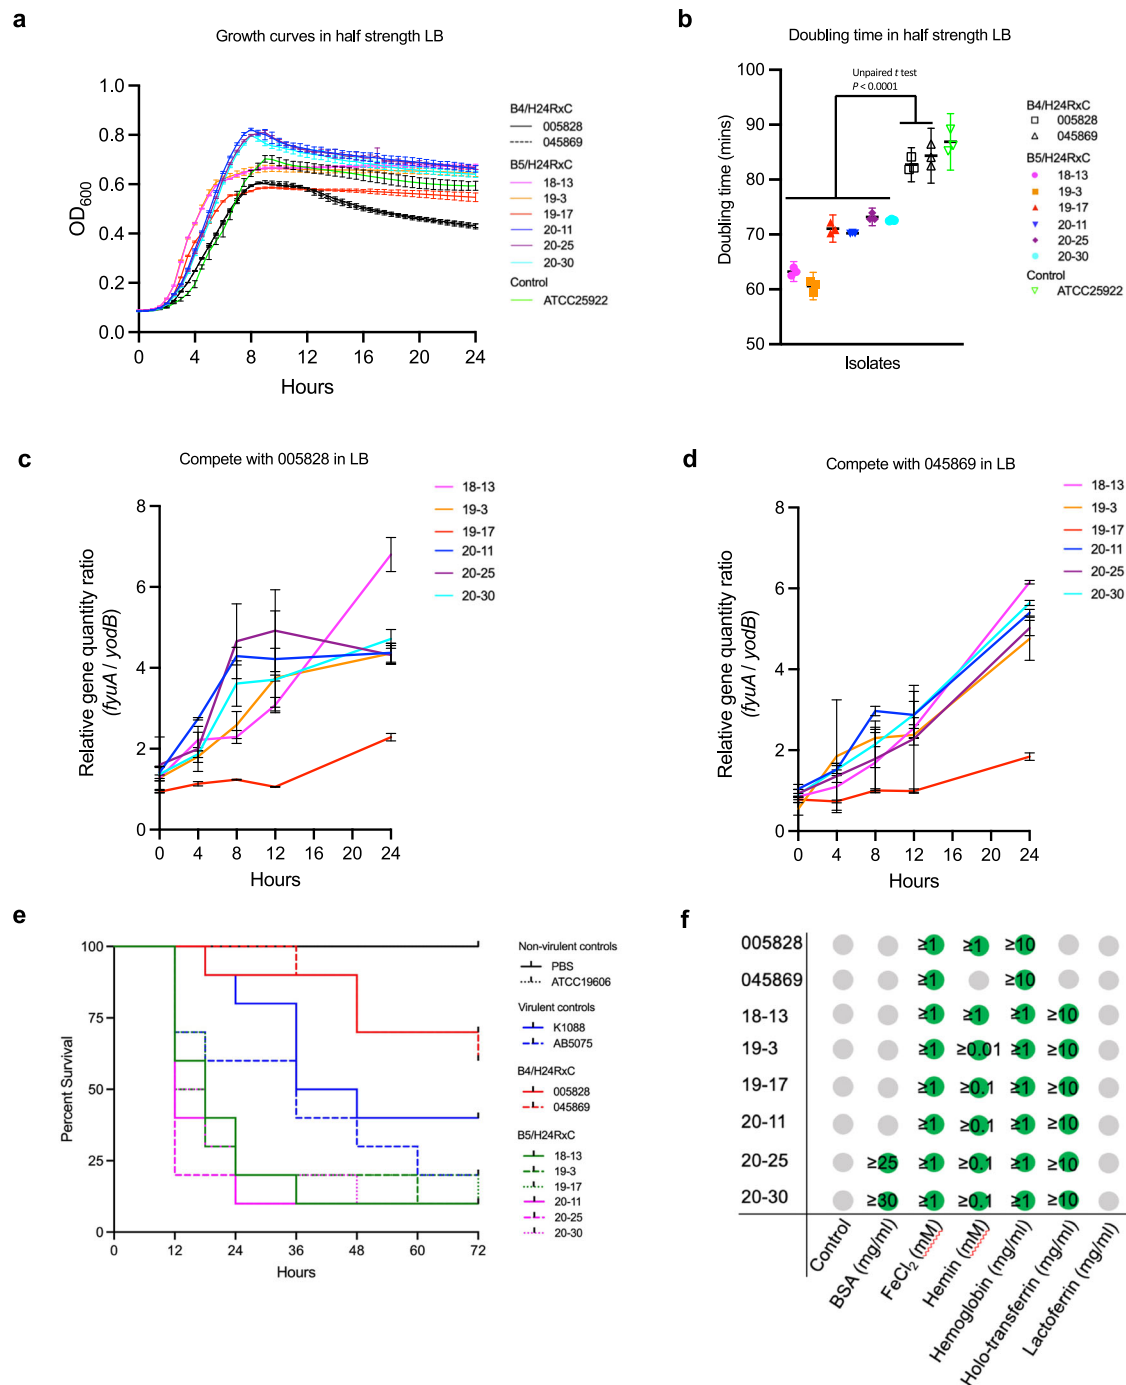 a
Growth curves in half strength LB
1.0
0.8
0.6
0.4
0.2
0.0
OD600
0 4 8 12 16 20 24
Hours
B4/H24RxC
005828
045869
B5/H24RxC
18-13
19-3
19-17
20-11
20-25
20-30
Control
ATCC25922
b
Doubling time in half strength LB
100
90
80
70
60
50
Doubling time (mins)
Unpaired t test
P < 0.0001
Isolates
B4/H24RxC
005828
045869
B5/H24RxC
18-13
19-3
19-17
20-11
20-25
20-30
Control
ATCC25922
c
Compete with 005828 in LB
8
6
4
2
0
Relative gene quantity ratio
(fyuA / yodB)
0 4 8 12 16 20 24
Hours
18-13
19-3
19-17
20-11
20-25
20-30
d
Compete with 045869 in LB
8
6
4
2
0
Relative gene quantity ratio
(fyuA / yodB)
0 4 8 12 16 20 24
Hours
18-13
19-3
19-17
20-11
20-25
20-30
e
100
75
50
25
0
Percent Survival
0 12 24 36 48 60 72
Hours
Non-virulent controls
PBS
ATCC19606
Virulent controls
K1088
AB5075
B4/H24RxC
005828
045869
B5/H24RxC
18-13
19-3
19-17
20-11
20-25
20-30
f
005828 ≥1 ≥1 ≥10
045869 ≥1 ≥10
18-13 ≥1 ≥1 ≥1 ≥10
19-3 ≥1 ≥0.01 ≥1 ≥10
19-17 ≥1 ≥0.1 ≥1 ≥10
20-11 ≥1 ≥0.1 ≥1 ≥10
20-25 ≥25 ≥1 ≥0.1 ≥1 ≥10
20-30 ≥30 ≥1 ≥0.1 ≥1 ≥10
Control
BSA (mg/ml)
FeCl2 (mM)
Hemin (mM)
Hemoglobin (mg/ml)
Holo-transferrin (mg/ml)
Lactoferrin (mg/ml)